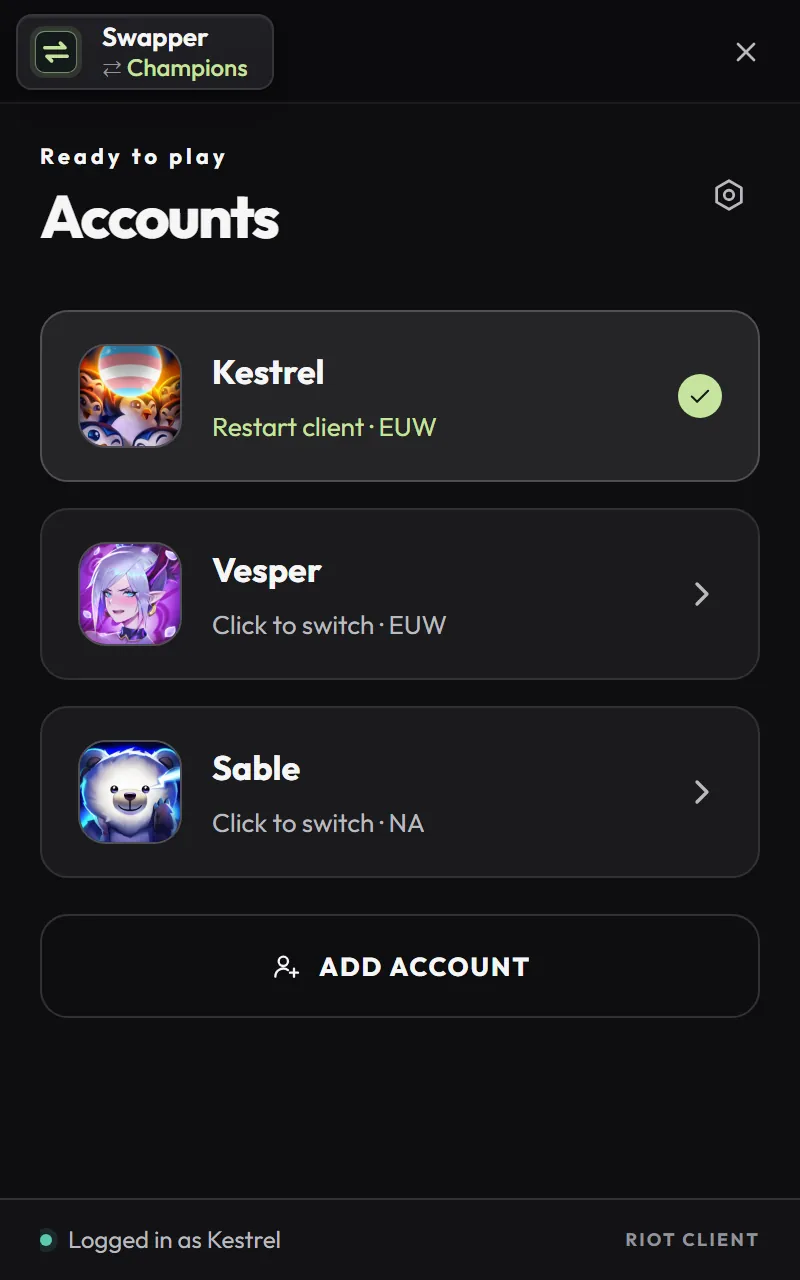 Swapper
Champions
Ready to play
Accounts
Kestrel
Restart client · EUW
Vesper
Click to switch · EUW
Sable
Click to switch · NA
ADD ACCOUNT
Logged in as Kestrel
RIOT CLIENT